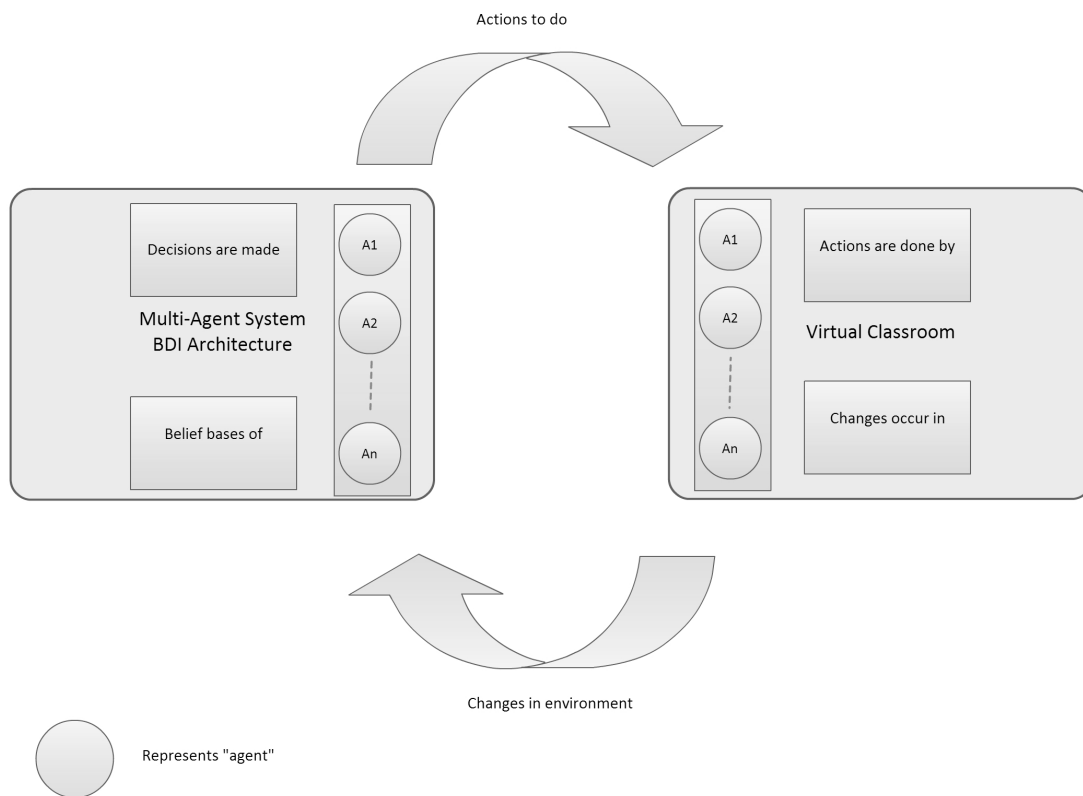 Actions to do
Decisions are made
Multi-Agent System
BDI Architecture
Belief bases of
A1
A2
An
A1
A2
An
Actions are done by
Virtual Classroom
Changes occur in
Changes in environment
Represents "agent"